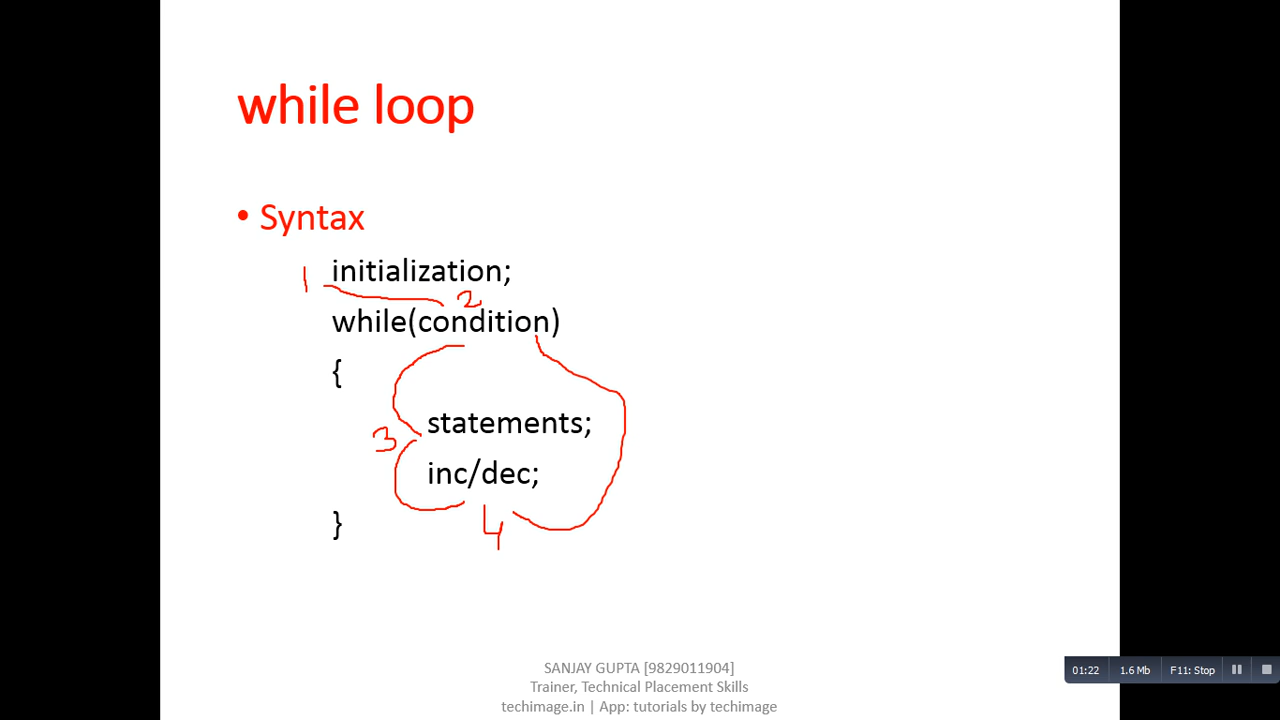 while loop
• Syntax
1 initialization;
2
while(condition)
{
statements;
3
inc/dec;
4
}
SANJAY GUPTA [9829011904]
Trainer, Technical Placement Skills
techimage.in | App: tutorials by techimage
01:22 1.6 Mb F11: Stop